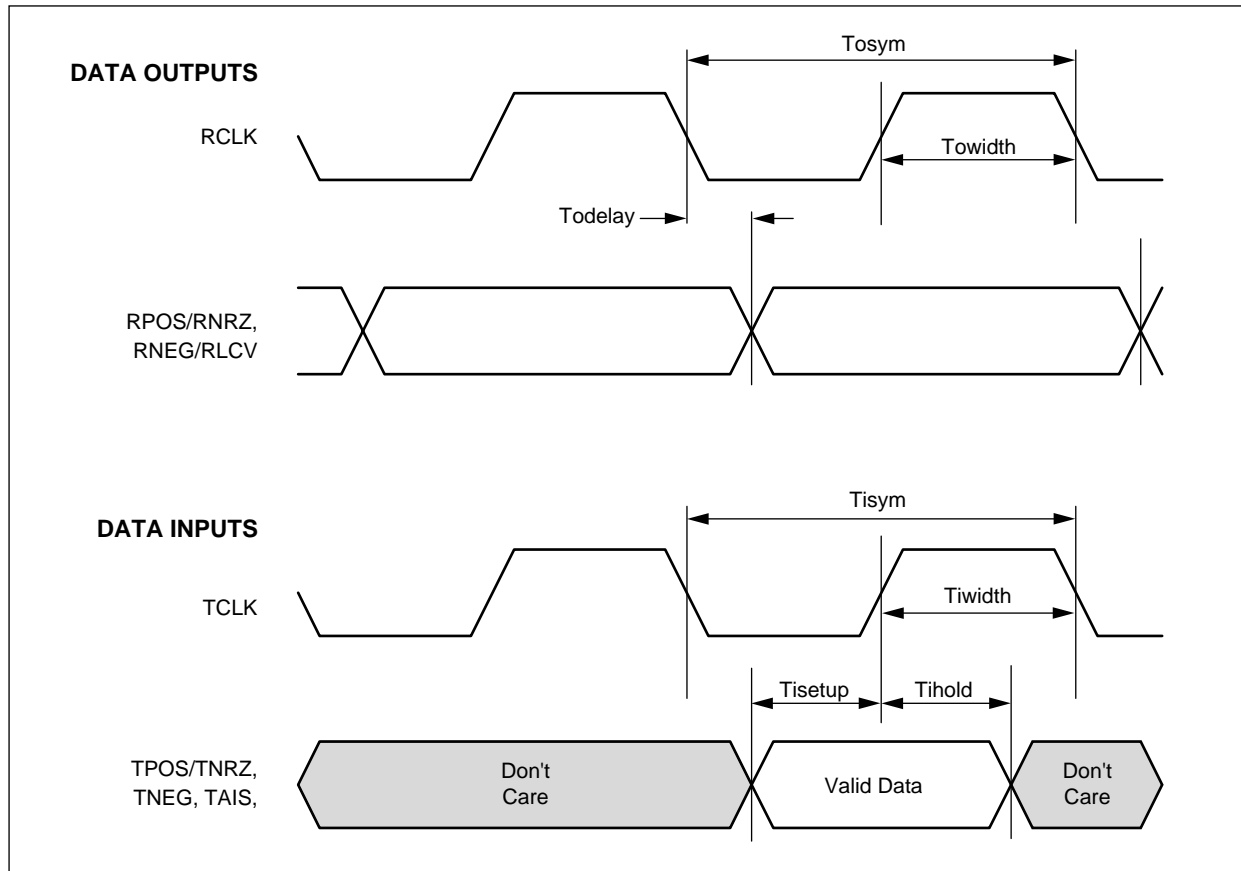 Tosym
DATA OUTPUTS
RCLK
Towidth
Todelay
RPOS/RNRZ,
RNEG/RLCV
Tisym
DATA INPUTS
TCLK
Tiwidth
Tisetup
Tihold
TPOS/TNRZ,
TNEG, TAIS,
Don't
Care
Valid Data
Don't
Care